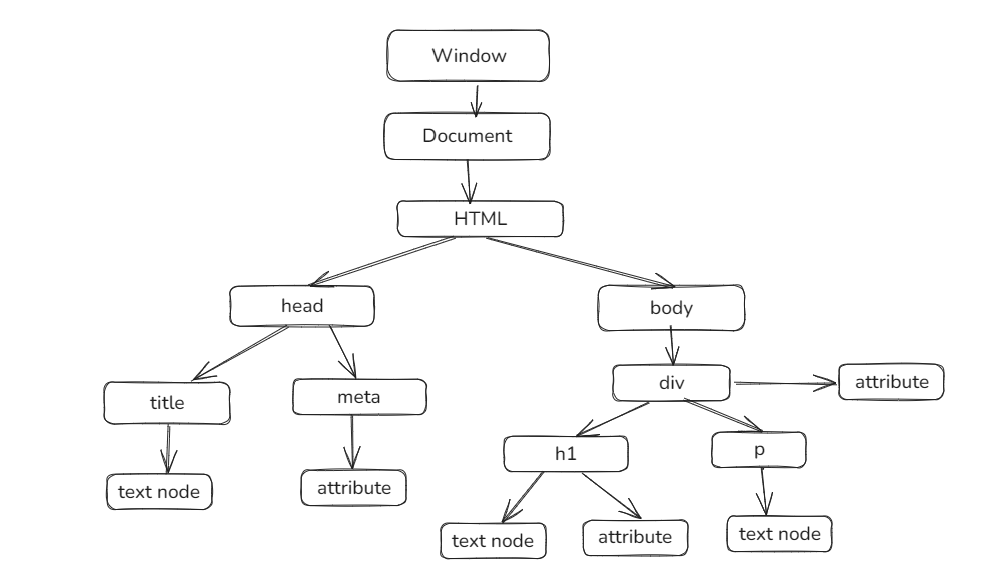 Window
Document
HTML
head
body
title
meta
div
attribute
text node
attribute
h1
p
text node
attribute
text node